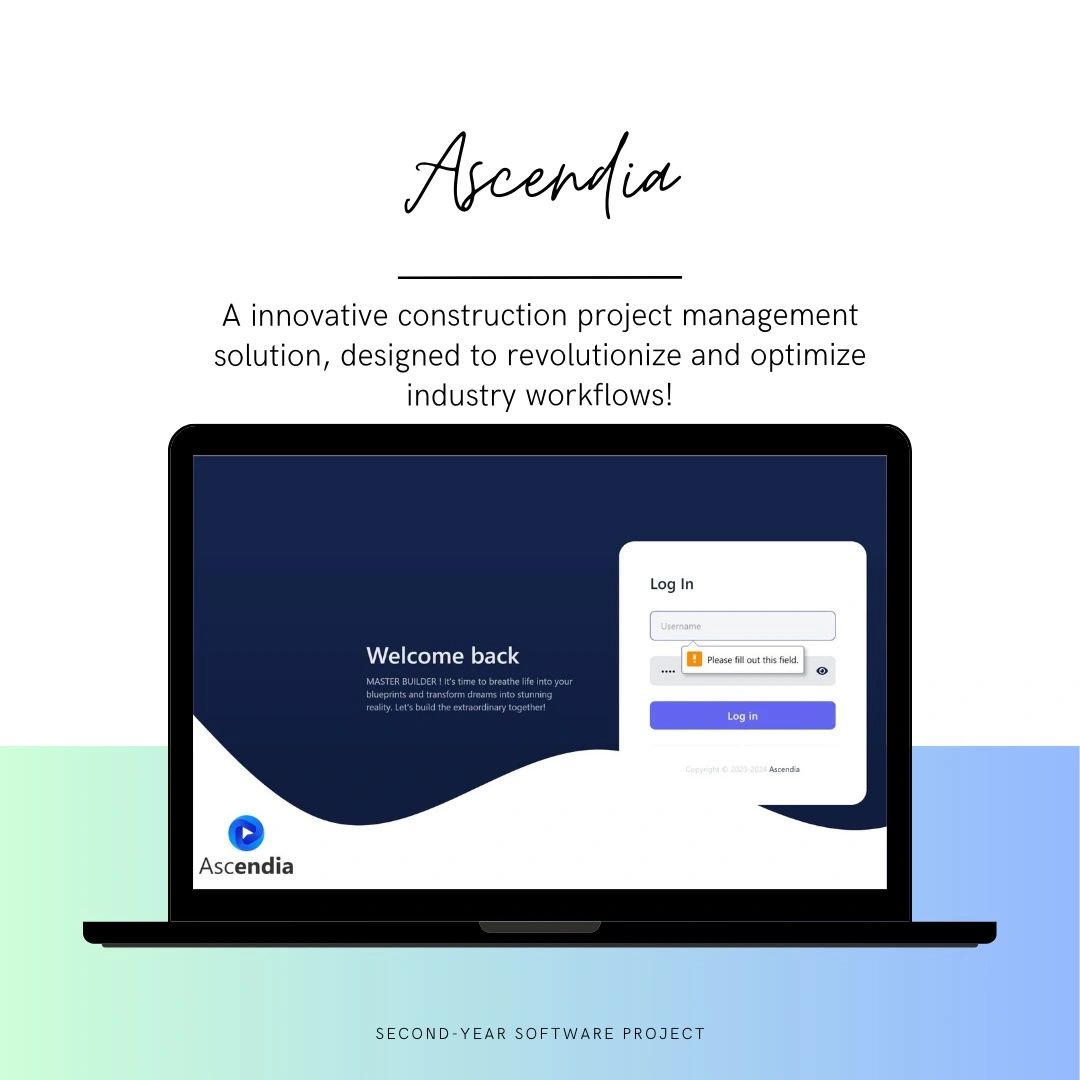 Ascendia
A innovative construction project management
solution, designed to revolutionize and optimize
industry workflows!
Welcome back
MASTER BUILDER ! It's time to breathe life into your
blueprints and transform dreams into stunning
reality. Let's build the extraordinary together!
Log In
Username
Please fill out this field.
Log in
Copyright © 2023-2024 Ascendia
Ascendia
SECOND-YEAR SOFTWARE PROJECT